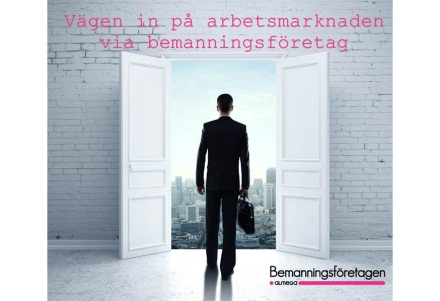 Vägen in på arbetsmarknaden
via bemanningsföretag
Bemanningsföretagen
ALMEGA